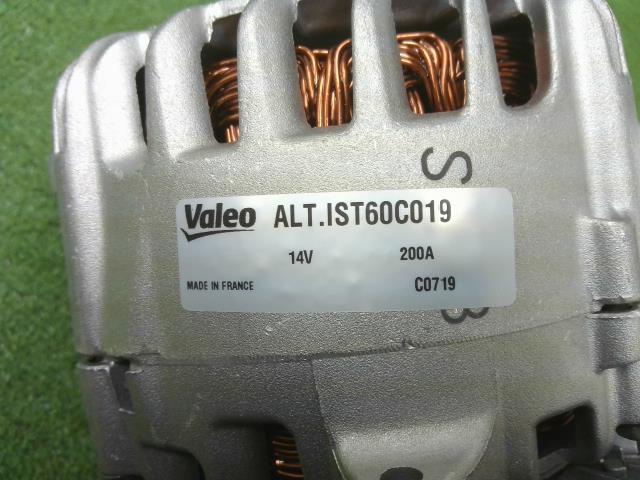 S
Valeo ALT.IST60C019
14V 200A
MADE IN FRANCE C0719